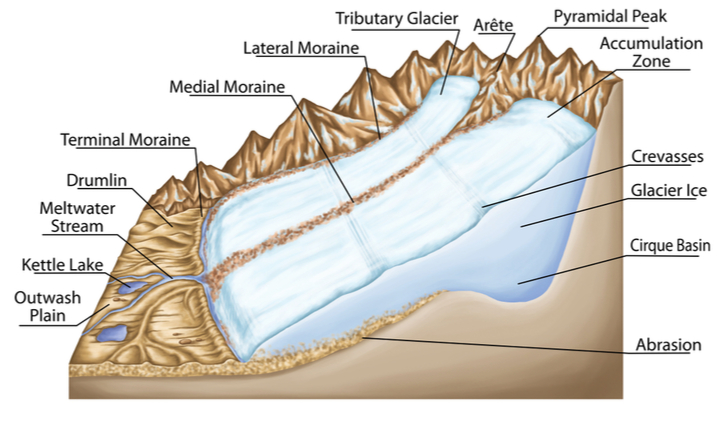 Tributary Glacier
Arête
Pyramidal Peak
Lateral Moraine
Accumulation
Zone
Medial Moraine
Terminal Moraine
Crevasses
Drumlin
Glacier Ice
Meltwater
Stream
Cirque Basin
Kettle Lake
Outwash
Plain
Abrasion